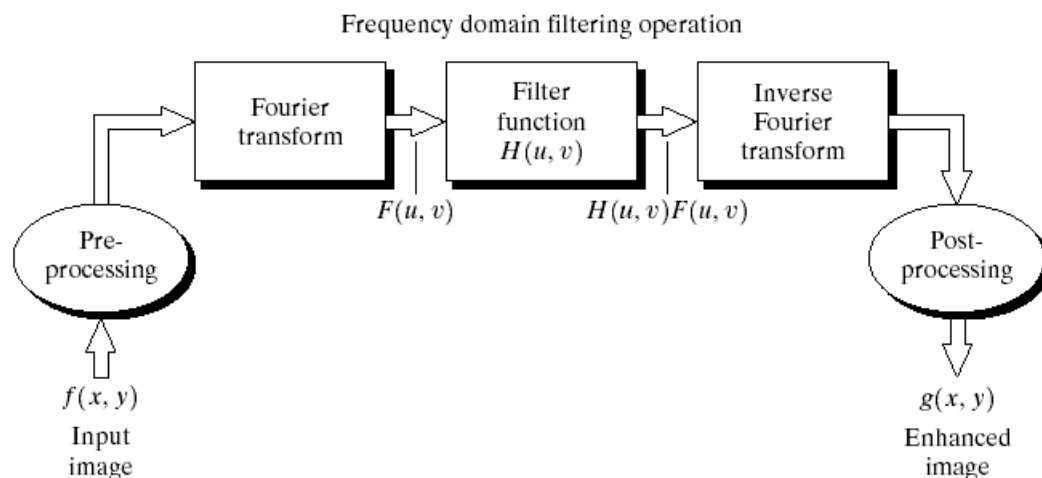 Frequency domain filtering operation
Fourier
transform
Filter
function
H(u, v)
Inverse
Fourier
transform
F(u, v)
H(u, v)F(u, v)
Pre-
processing
Post-
processing
f(x, y)
Input
image
g(x, y)
Enhanced
image